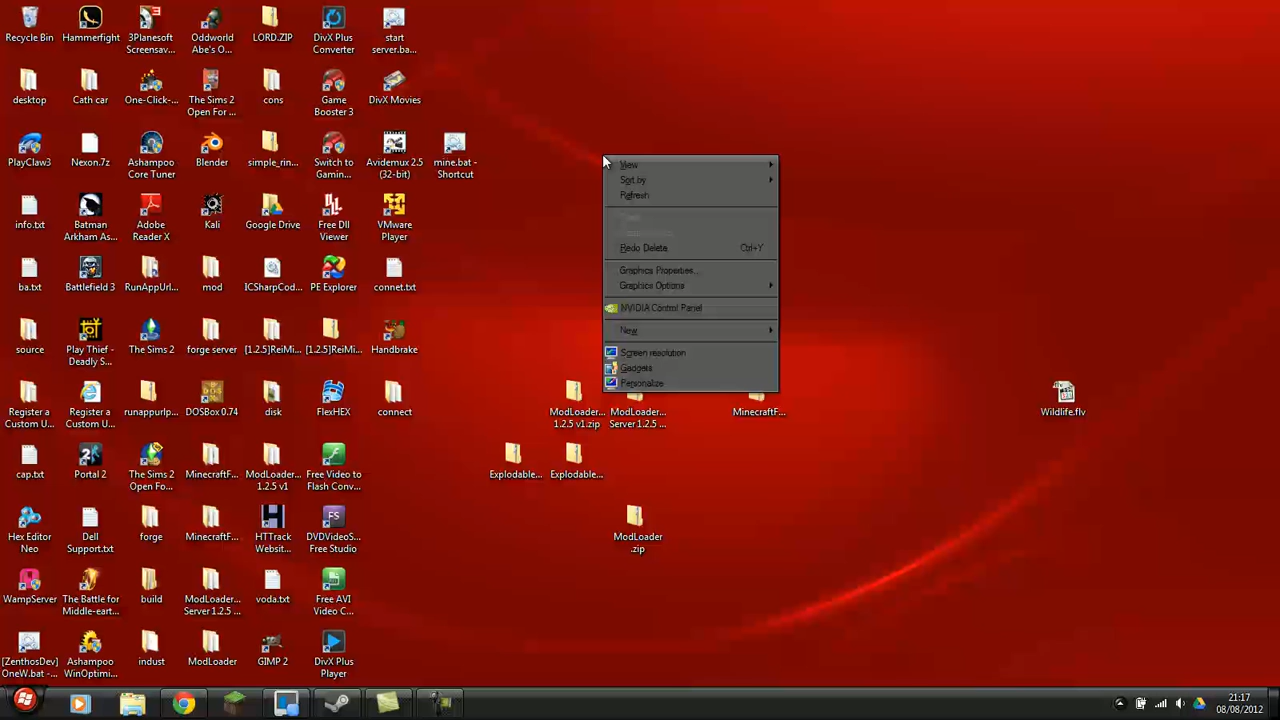 Recycle Bin
Hammerfight
3Planesoft
Screensav...
Oddworld
Abe's O...
LORD.ZIP
DivX Plus
Converter
start
server.ba...
desktop
Cath car
One-Click-...
The Sims 2
Open For ...
cons
Game
Booster 3
DivX Movies
PlayClaw3
Nexon.7z
Ashampoo
Core Tuner
Blender
simple_rin...
Switch to
Gamin...
Avidemux 2.5
(32-bit)
mine.bat -
Shortcut
info.txt
Batman
Arkham As...
Adobe
Reader X
Kali
Google Drive
Free Dll
Viewer
VMware
Player
ba.txt
Battlefield 3
RunAppUrl...
mod
ICSharpCod...
PE Explorer
connet.txt
source
Play Thief -
Deadly S...
The Sims 2
forge server
[1.2.5]ReiMi...
[1.2.5]ReiMi...
Handbrake
Register a
Custom U...
Register a
Custom U...
runappurlp...
DOSBox 0.74
disk
FlexHEX
connect
ModLoader...
1.2.5 v1.zip
ModLoader...
Server 1.2.5 ...
MinecraftF...
Wildlife.flv
cap.txt
Portal 2
The Sims 2
Open Fo...
MinecraftF...
ModLoader...
1.2.5 v1
Free Video to
Flash Conv...
Explodable...
Explodable...
Hex Editor
Neo
Dell
Support.txt
forge
MinecraftF...
HTTrack
Websit...
DVDVideoS...
Free Studio
ModLoader
.zip
WampServer
The Battle for
Middle-eart...
build
ModLoader...
Server 1.2.5 ...
voda.txt
Free AVI
Video C...
[ZenthosDev]
OneW.bat -...
Ashampoo
WinOptimi...
indust
ModLoader
GIMP 2
DivX Plus
Player
View
Sort by
Refresh
Redo Delete Ctrl+Y
Graphics Properties...
Graphics Options
NVIDIA Control Panel
New
Screen resolution
Gadgets
Personalize
21:17
08/08/2012